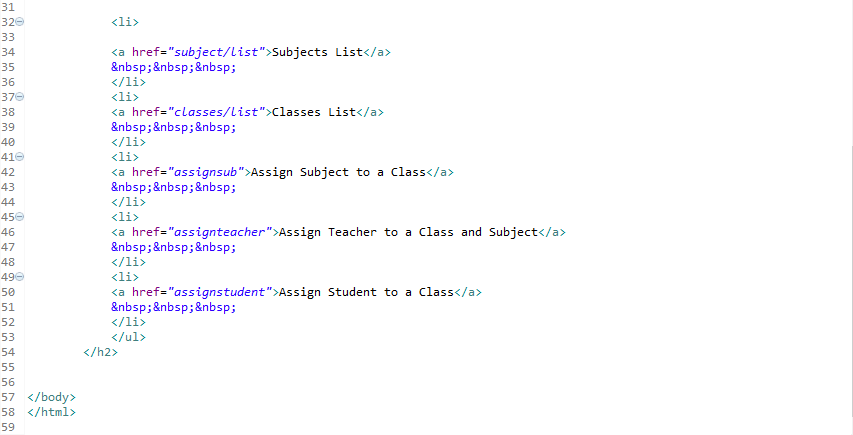 31
32 <li>
33
34 <a href="subject/list">Subjects List</a>
35 &nbsp;&nbsp;&nbsp;
36 </li>
37 <li>
38 <a href="classes/list">Classes List</a>
39 &nbsp;&nbsp;&nbsp;
40 </li>
41 <li>
42 <a href="assignsub">Assign Subject to a Class</a>
43 &nbsp;&nbsp;&nbsp;
44 </li>
45 <li>
46 <a href="assignteacher">Assign Teacher to a Class and Subject</a>
47 &nbsp;&nbsp;&nbsp;
48 </li>
49 <li>
50 <a href="assignstudent">Assign Student to a Class</a>
51 &nbsp;&nbsp;&nbsp;
52 </li>
53 </ul>
54 </h2>
55
56
57 </body>
58 </html>
59